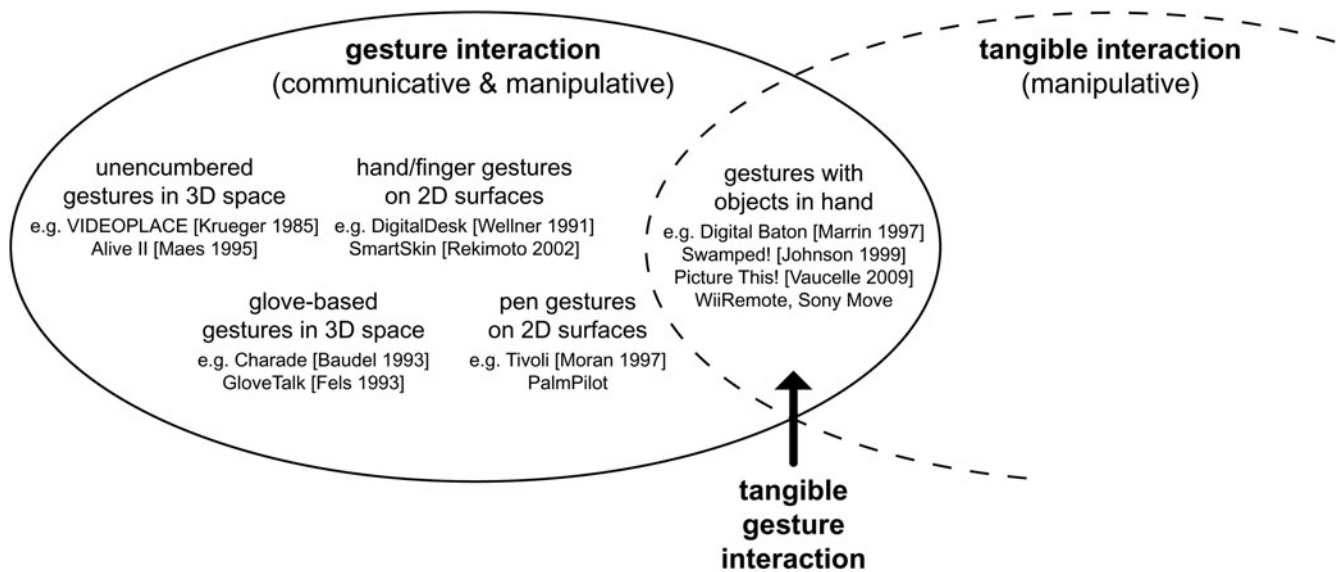 gesture interaction
(communicative & manipulative)
tangible interaction
(manipulative)
unencumbered
gestures in 3D space
e.g. VIDEOPLACE [Krueger 1985]
Alive II [Maes 1995]
hand/finger gestures
on 2D surfaces
e.g. DigitalDesk [Wellner 1991]
SmartSkin [Rekimoto 2002]
gestures with
objects in hand
e.g. Digital Baton [Marrin 1997]
Swamped! [Johnson 1999]
Picture This! [Vaucelle 2009]
WiiRemote, Sony Move
glove-based
gestures in 3D space
e.g. Charade [Baudel 1993]
GloveTalk [Fels 1993]
pen gestures
on 2D surfaces
e.g. Tivoli [Moran 1997]
PalmPilot
tangible
gesture
interaction